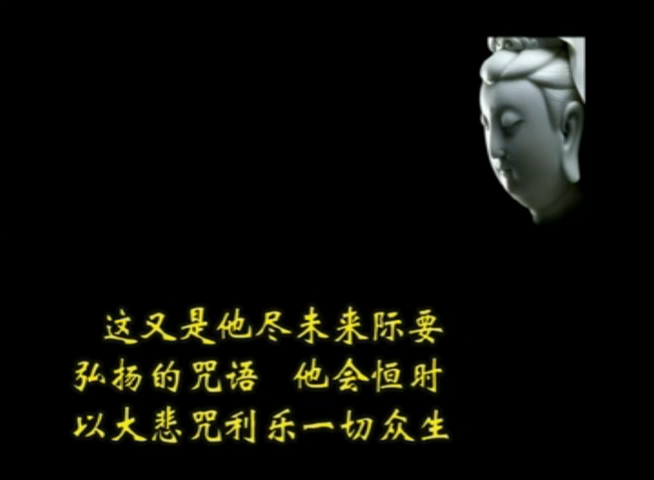 这又是他尽未来际要
弘扬的咒语 他会恒时
以大悲咒利乐一切众生